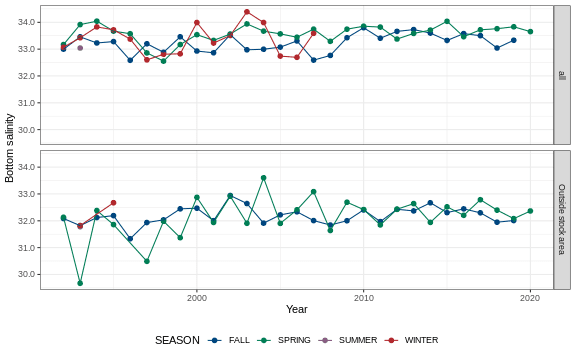 Bottom salinity
34.0
33.0
32.0
31.0
30.0
all
34.0
33.0
32.0
31.0
30.0
Outside stock area
2000 2010 2020
Year
SEASON FALL SPRING SUMMER WINTER